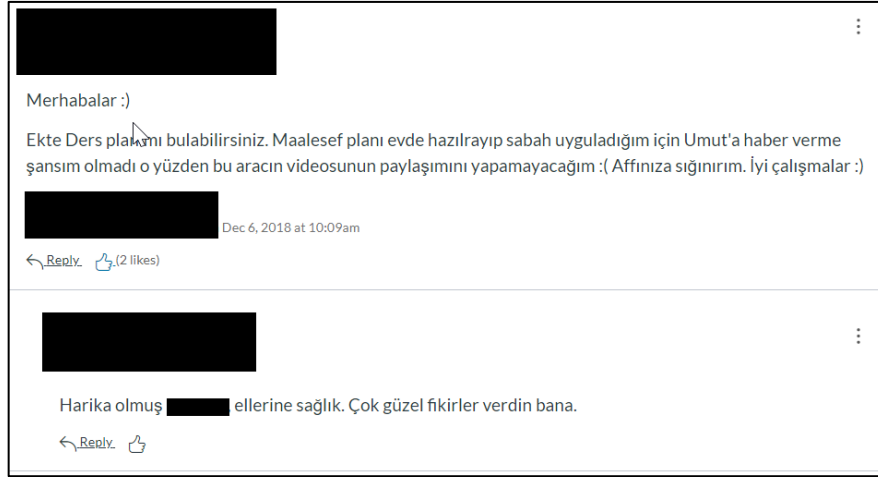 Merhabalar :)
Ekte Ders planımı bulabilirsiniz. Maalesef planı evde hazılrayıp sabah uyguladığım için Umut'a haber verme
şansım olmadı o yüzden bu aracın videosunun paylaşımını yapamayacağım :( Affınıza sığınırım. İyi çalışmalar :)
Dec 6, 2018 at 10:09am
Reply (2 likes)
Harika olmuş ellerine sağlık. Çok güzel fikirler verdin bana.
Reply